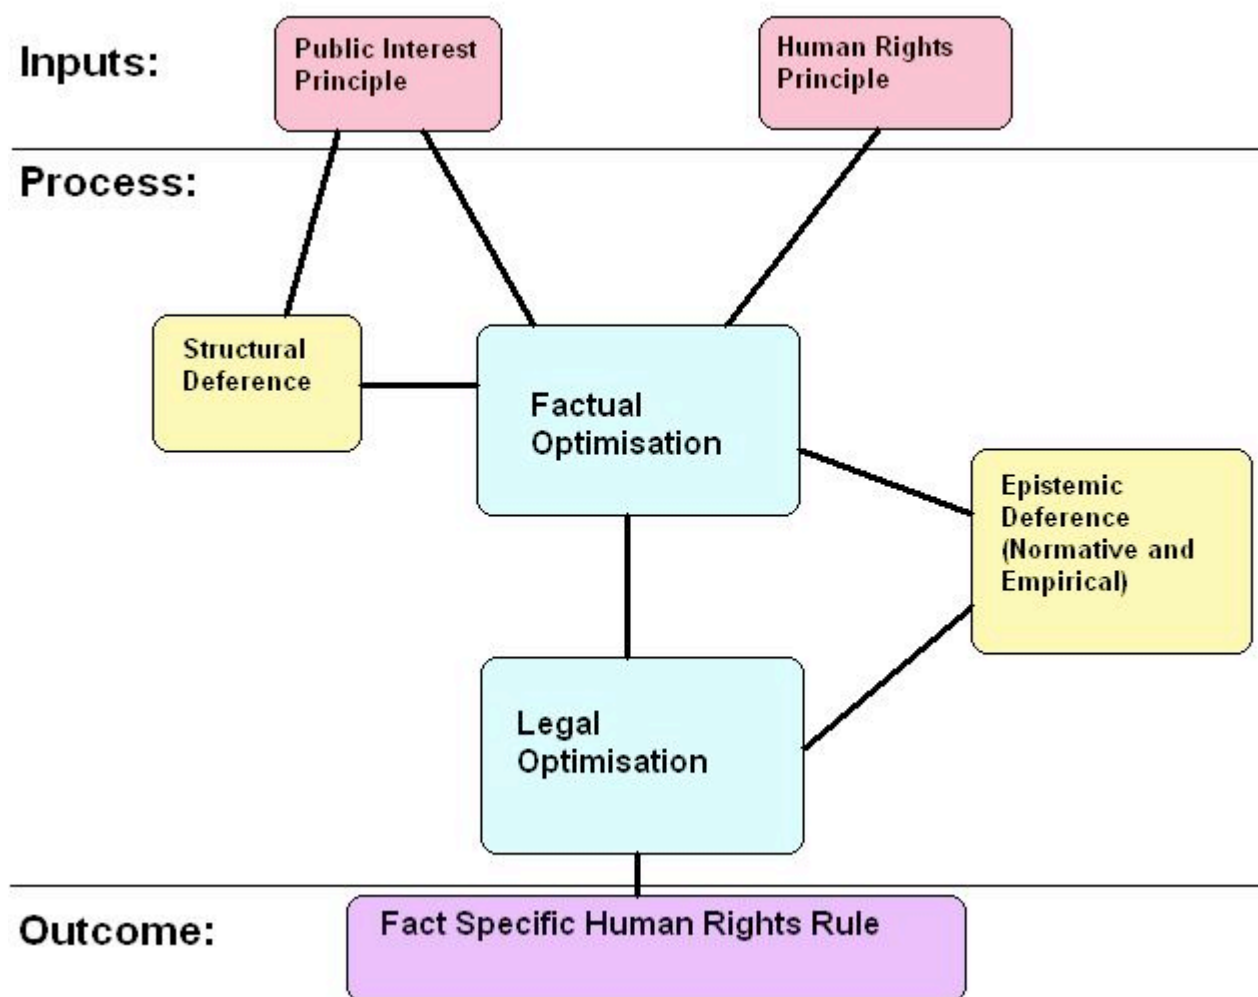 Inputs:
Public Interest
Principle
Human Rights
Principle
Process:
Structural
Deference
Factual
Optimisation
Epistemic
Deference
(Normative and
Empirical)
Legal
Optimisation
Outcome:
Fact Specific Human Rights Rule